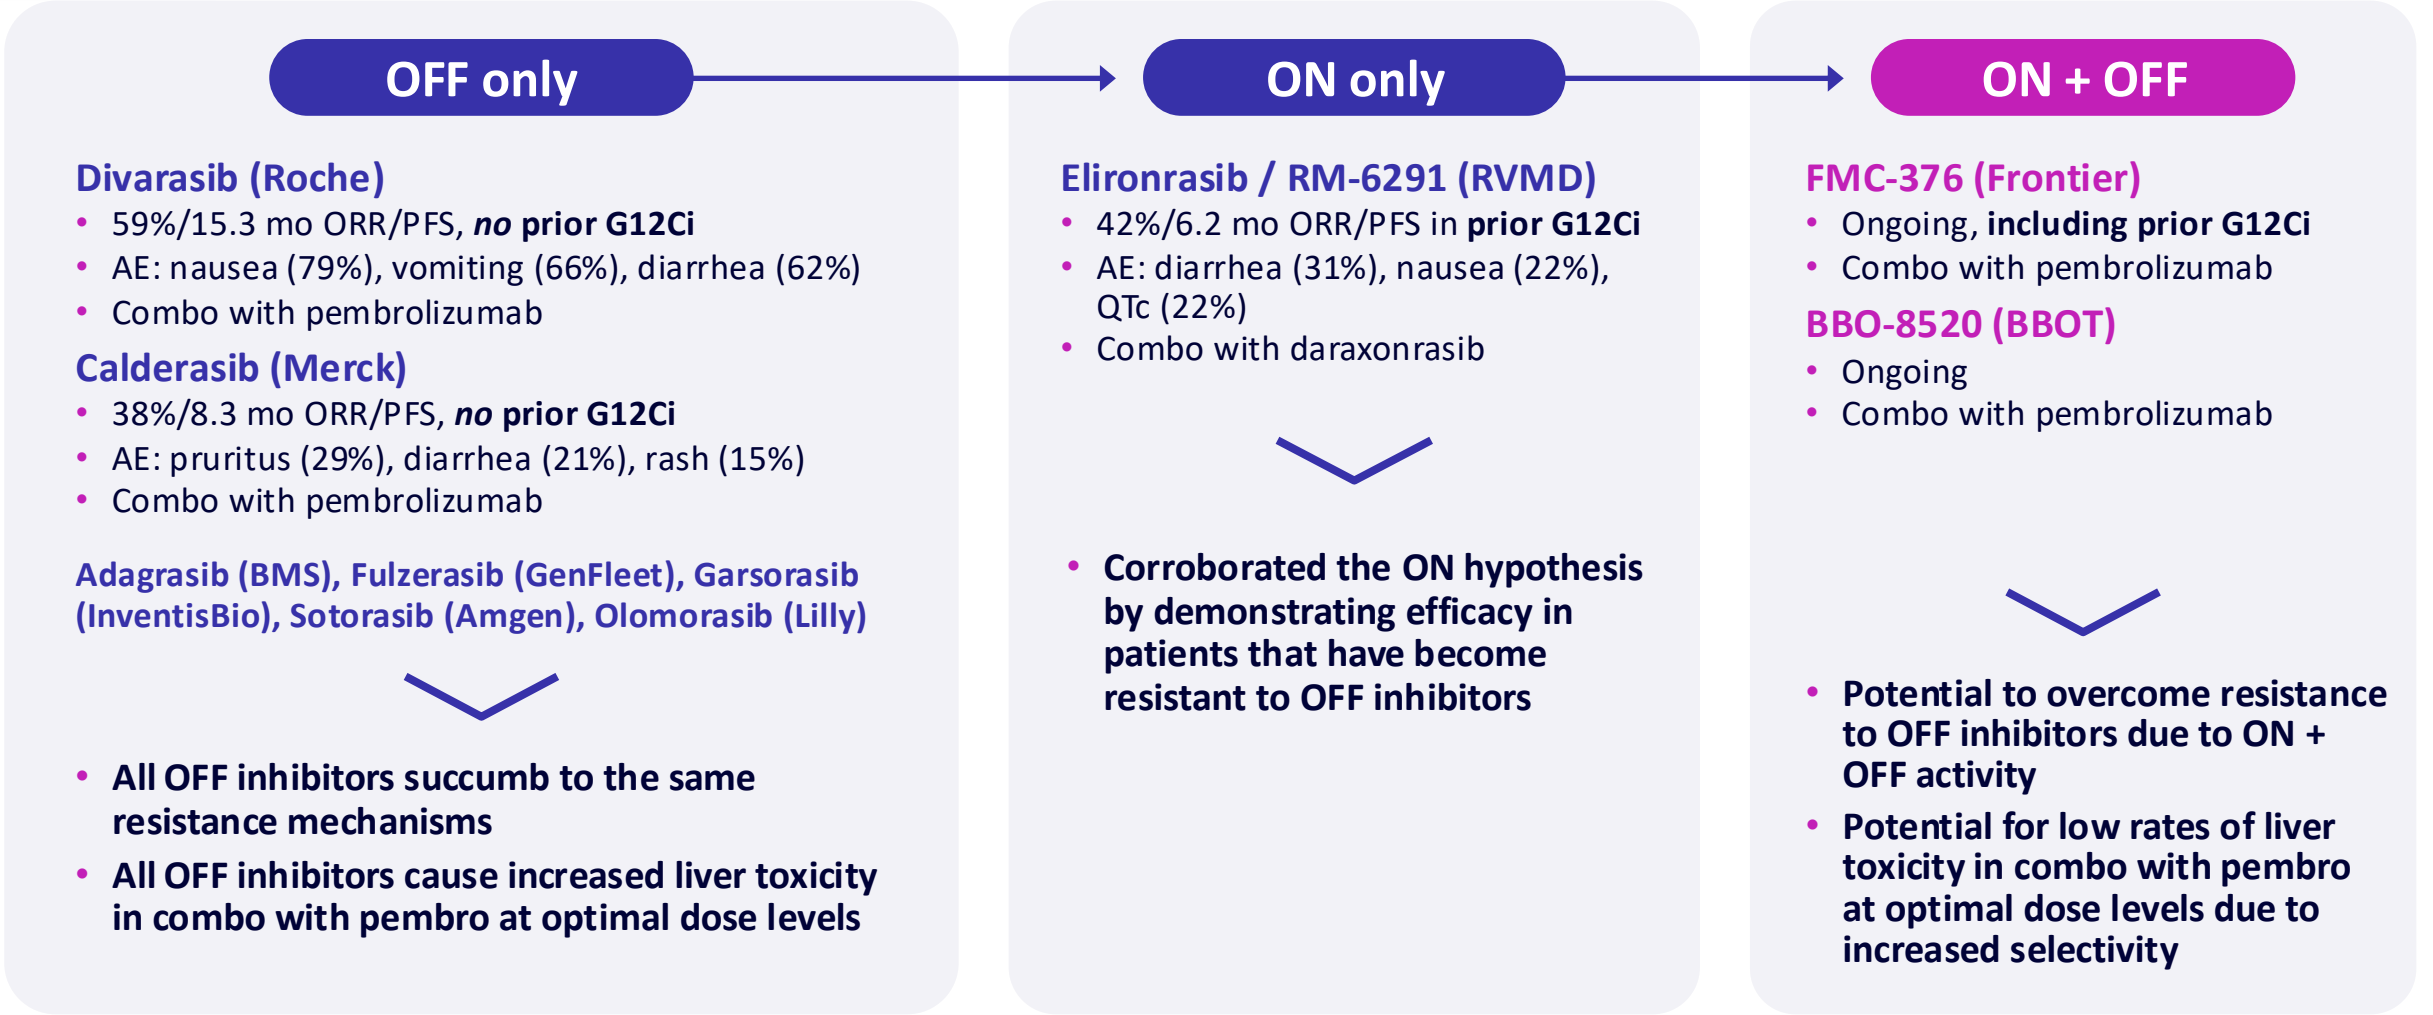 OFF only
Divarasib (Roche)
• 59%/15.3 mo ORR/PFS, no prior G12Ci
• AE: nausea (79%), vomiting (66%), diarrhea (62%)
• Combo with pembrolizumab
Calderasib (Merck)
• 38%/8.3 mo ORR/PFS, no prior G12Ci
• AE: pruritus (29%), diarrhea (21%), rash (15%)
• Combo with pembrolizumab
Adagrasib (BMS), Fulzerasib (GenFleet), Garsorasib
(InventisBio), Sotorasib (Amgen), Olomorasib (Lilly)
• All OFF inhibitors succumb to the same
resistance mechanisms
• All OFF inhibitors cause increased liver toxicity
in combo with pembro at optimal dose levels
ON only
Elironrasib / RM-6291 (RVMD)
• 42%/6.2 mo ORR/PFS in prior G12Ci
• AE: diarrhea (31%), nausea (22%),
QTc (22%)
• Combo with daraxonrasib
• Corroborated the ON hypothesis
by demonstrating efficacy in
patients that have become
resistant to OFF inhibitors
ON + OFF
FMC-376 (Frontier)
• Ongoing, including prior G12Ci
• Combo with pembrolizumab
BBO-8520 (BBOT)
• Ongoing
• Combo with pembrolizumab
• Potential to overcome resistance
to OFF inhibitors due to ON +
OFF activity
• Potential for low rates of liver
toxicity in combo with pembro
at optimal dose levels due to
increased selectivity